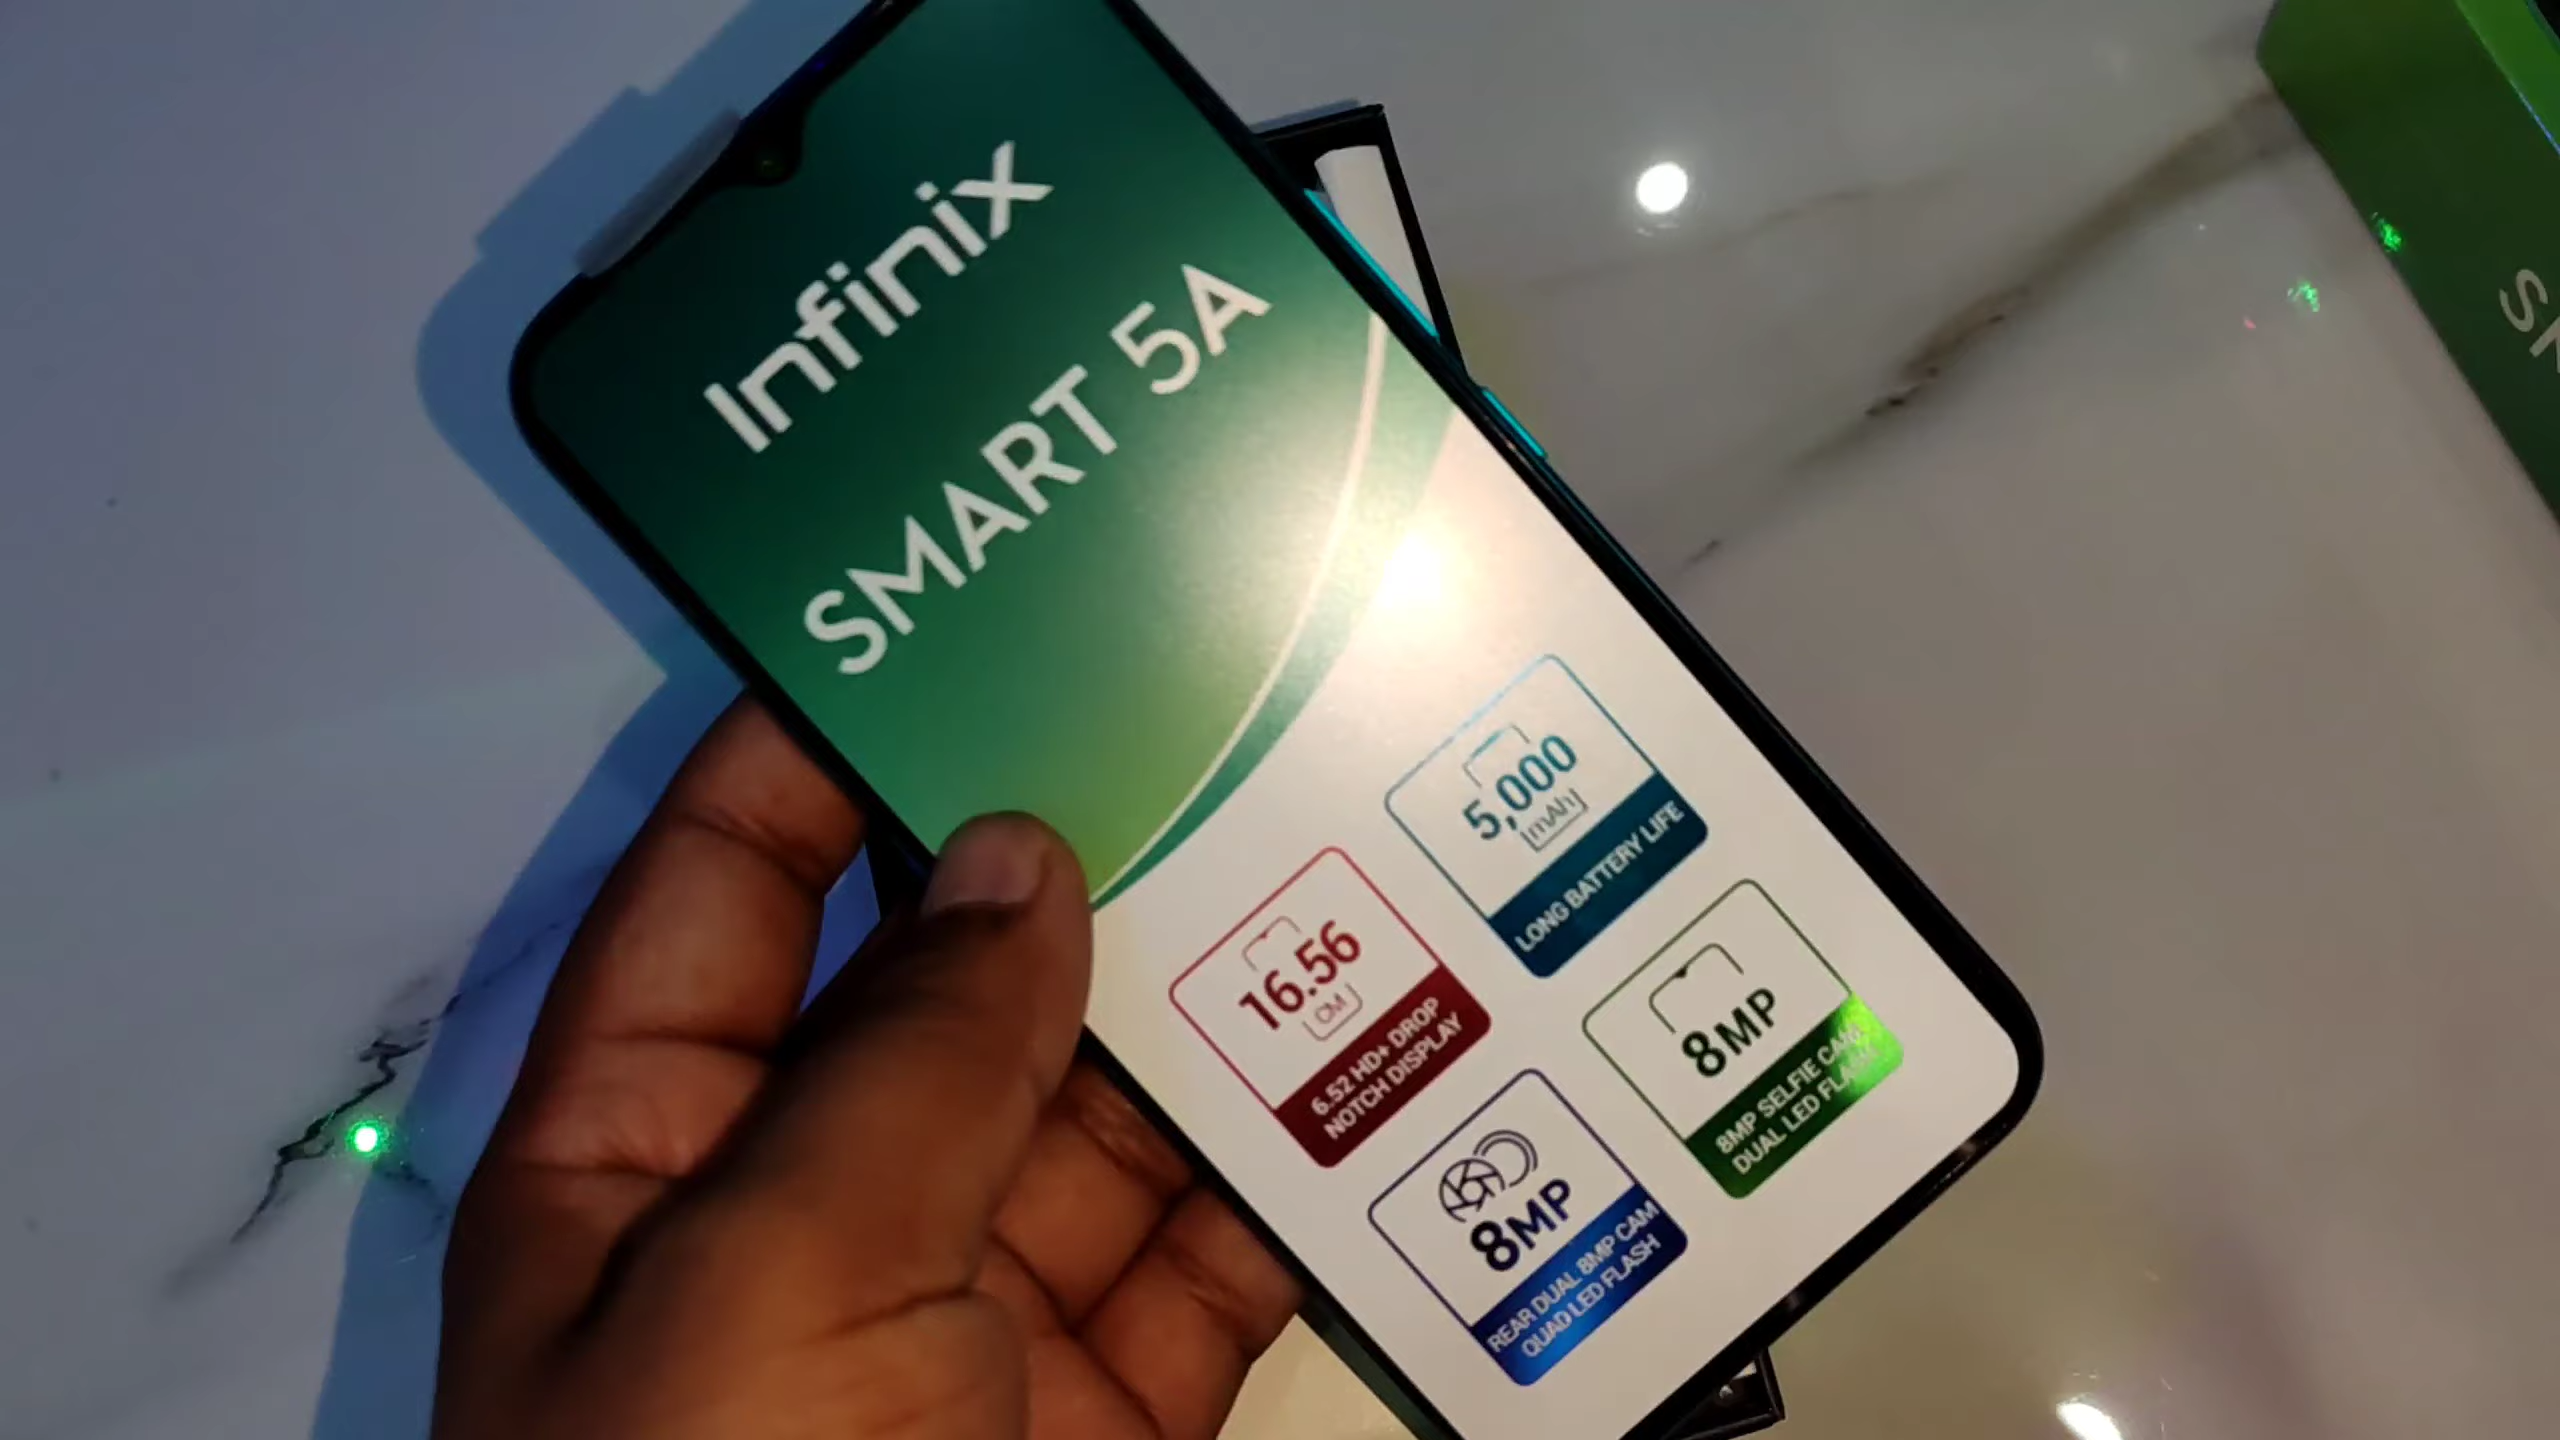 Infinix
SMART 5A
16.56
CM
6.52 HD+ DROP
NOTCH DISPLAY
5,000
mAh
LONG BATTERY LIFE
8MP
REAR DUAL 8MP CAM
QUAD LED FLASH
8MP
8MP SELFIE CAM
DUAL LED FLASH